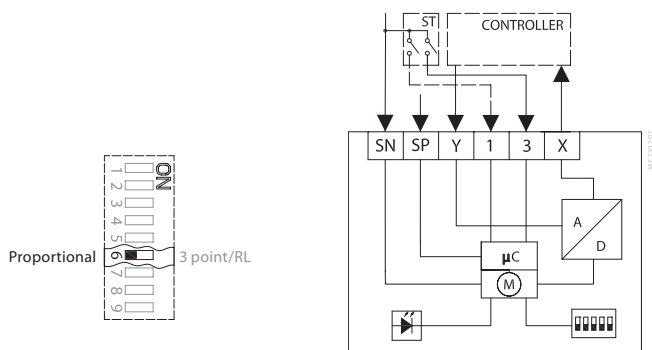 ST
CONTROLLER
SN SP Y 1 3 X
A
D
µC
M
ON
1
2
3
4
5
6
7
8
9
Proportional
3 point/RL